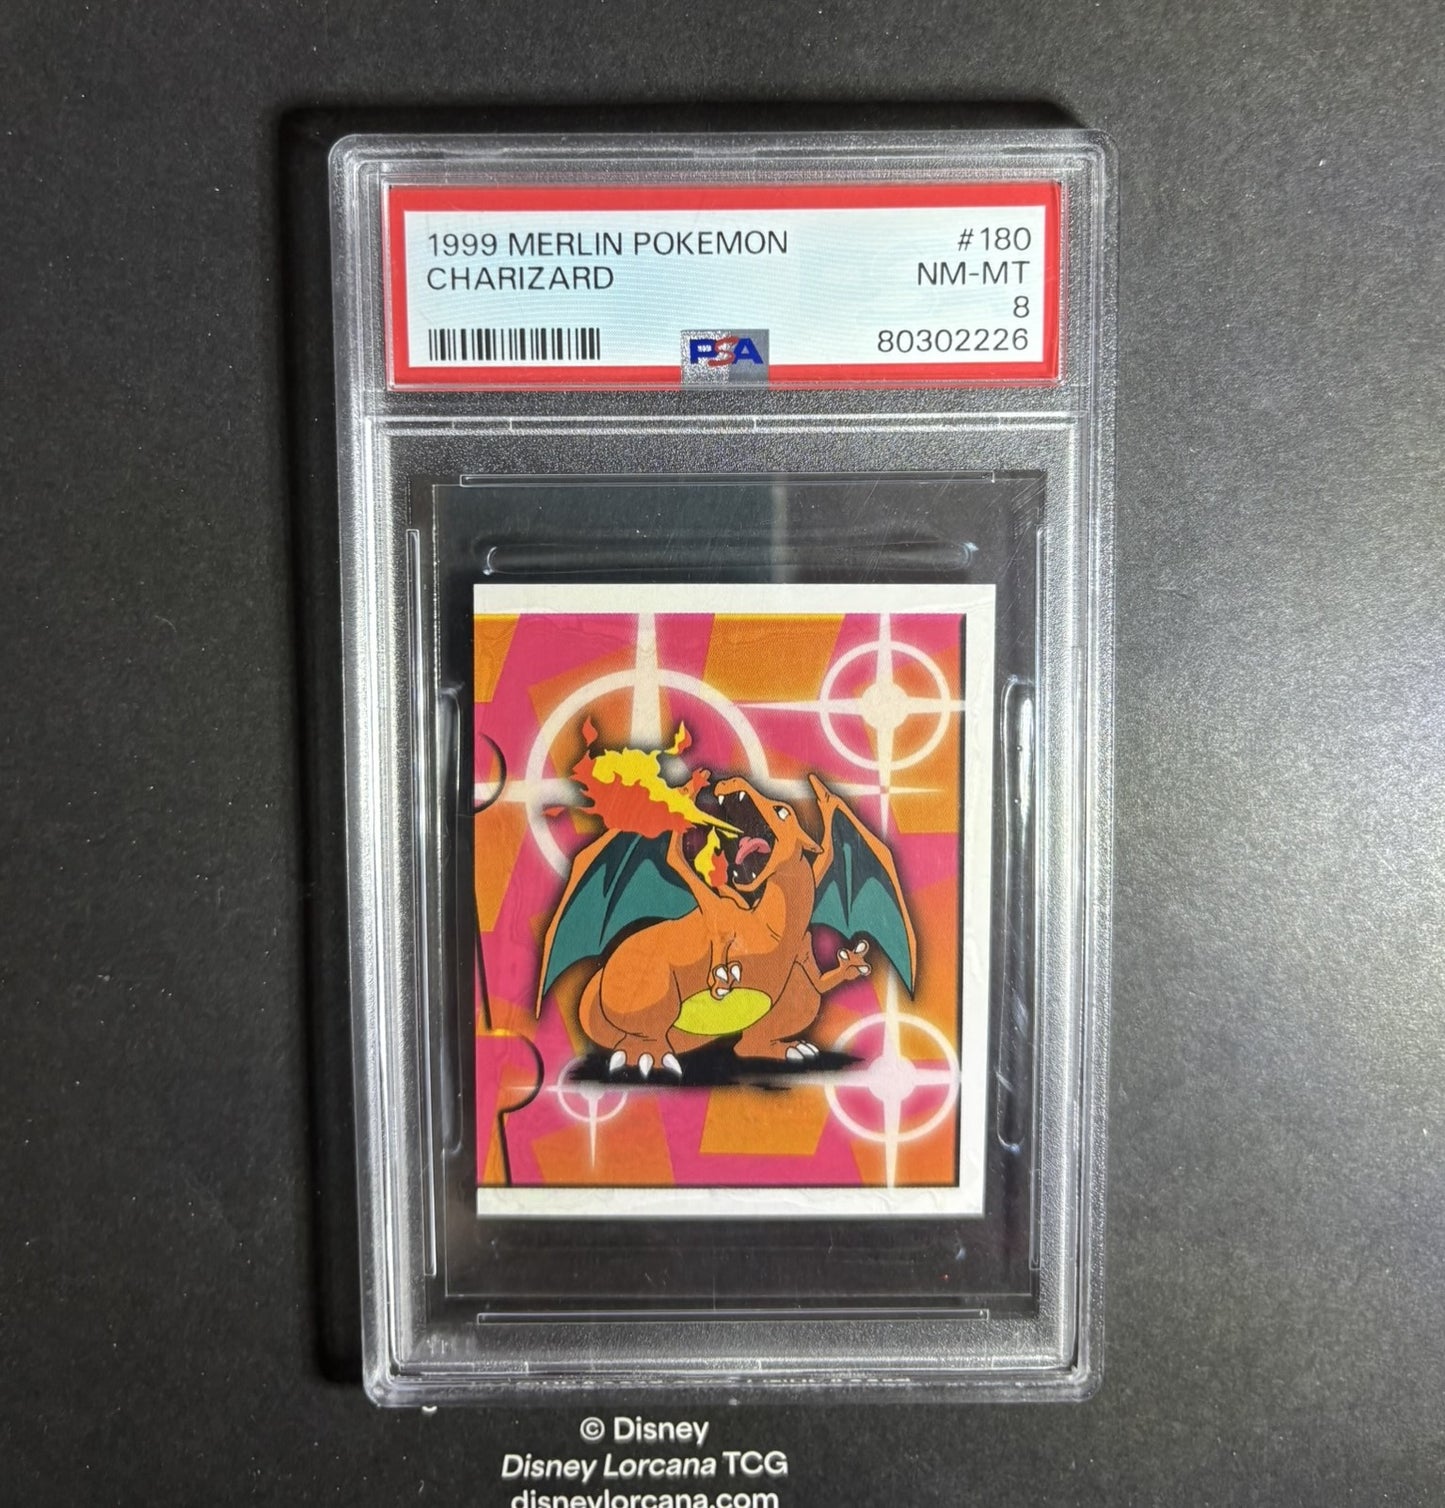 1999 MERLIN POKEMON #180
CHARIZARD NM-MT
8
PSA 80302226
© Disney
Disney Lorcana TCG
disneylorcana.com